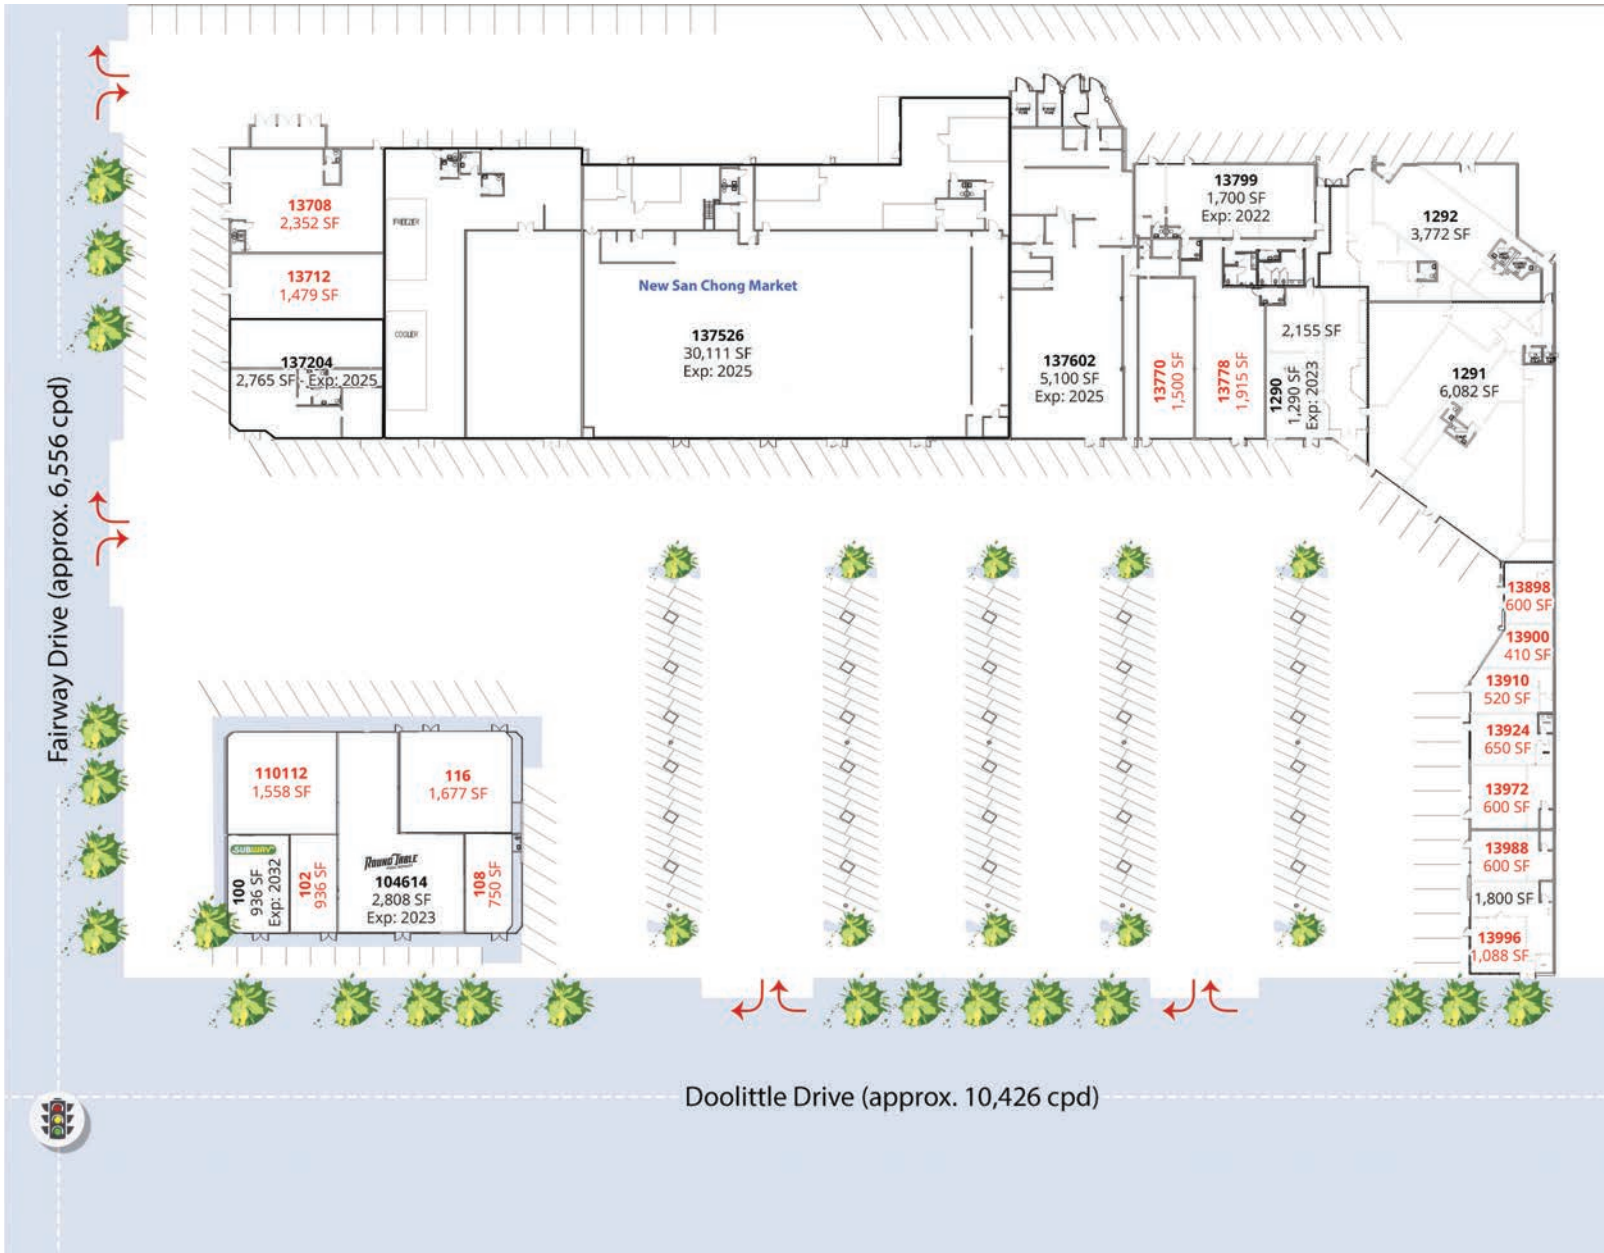 13708
2,352 SF
13712
1,479 SF
137204
2,765 SF - Exp: 2025
FREEZER
COOLER
New San Chong Market
137526
30,111 SF
Exp: 2025
137602
5,100 SF
Exp: 2025
13799
1,700 SF
Exp: 2022
13770
1,500 SF
13778
1,915 SF
1290
1,290 SF
Exp: 2023
2,155 SF
1292
3,772 SF
1291
6,082 SF
13898
600 SF
13900
410 SF
13910
520 SF
13924
650 SF
13972
600 SF
13988
600 SF
1,800 SF
13996
1,088 SF
Fairway Drive (approx. 6,556 cpd)
110112
1,558 SF
116
1,677 SF
SUBWAY
100
936 SF
Exp: 2032
102
936 SF
ROUND TABLE
104614
2,808 SF
Exp: 2023
108
750 SF
Doolittle Drive (approx. 10,426 cpd)